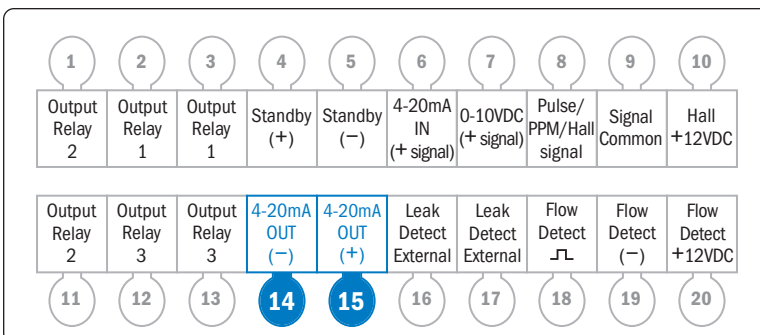 1 2 3 4 5 6 7 8 9 10
Output Relay 2
Output Relay 1
Output Relay 1
Standby (+)
Standby (−)
4-20mA IN (+ signal)
0-10VDC (+ signal)
Pulse/ PPM/Hall signal
Signal Common
Hall +12VDC
Output Relay 2
Output Relay 3
Output Relay 3
4-20mA OUT (−)
4-20mA OUT (+)
Leak Detect External
Leak Detect External
Flow Detect
Flow Detect (−)
Flow Detect +12VDC
11 12 13 14 15 16 17 18 19 20